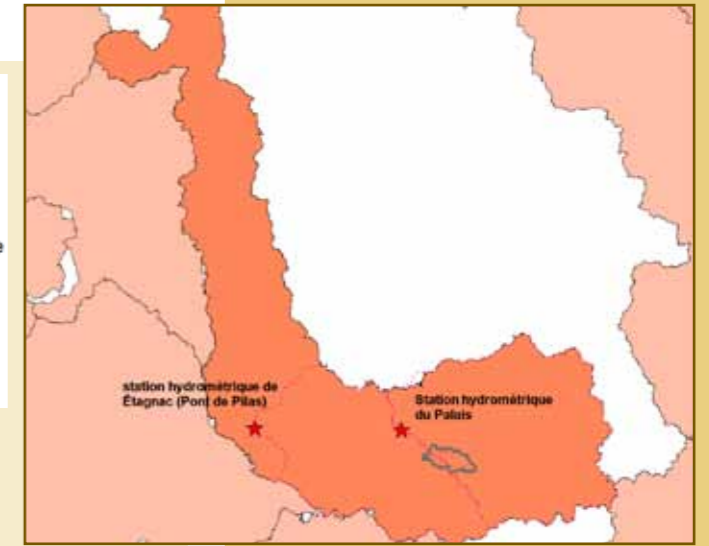 e
station hydrométrique de
Étagnac (Pont de Pilas)
Station hydrométrique
du Palais